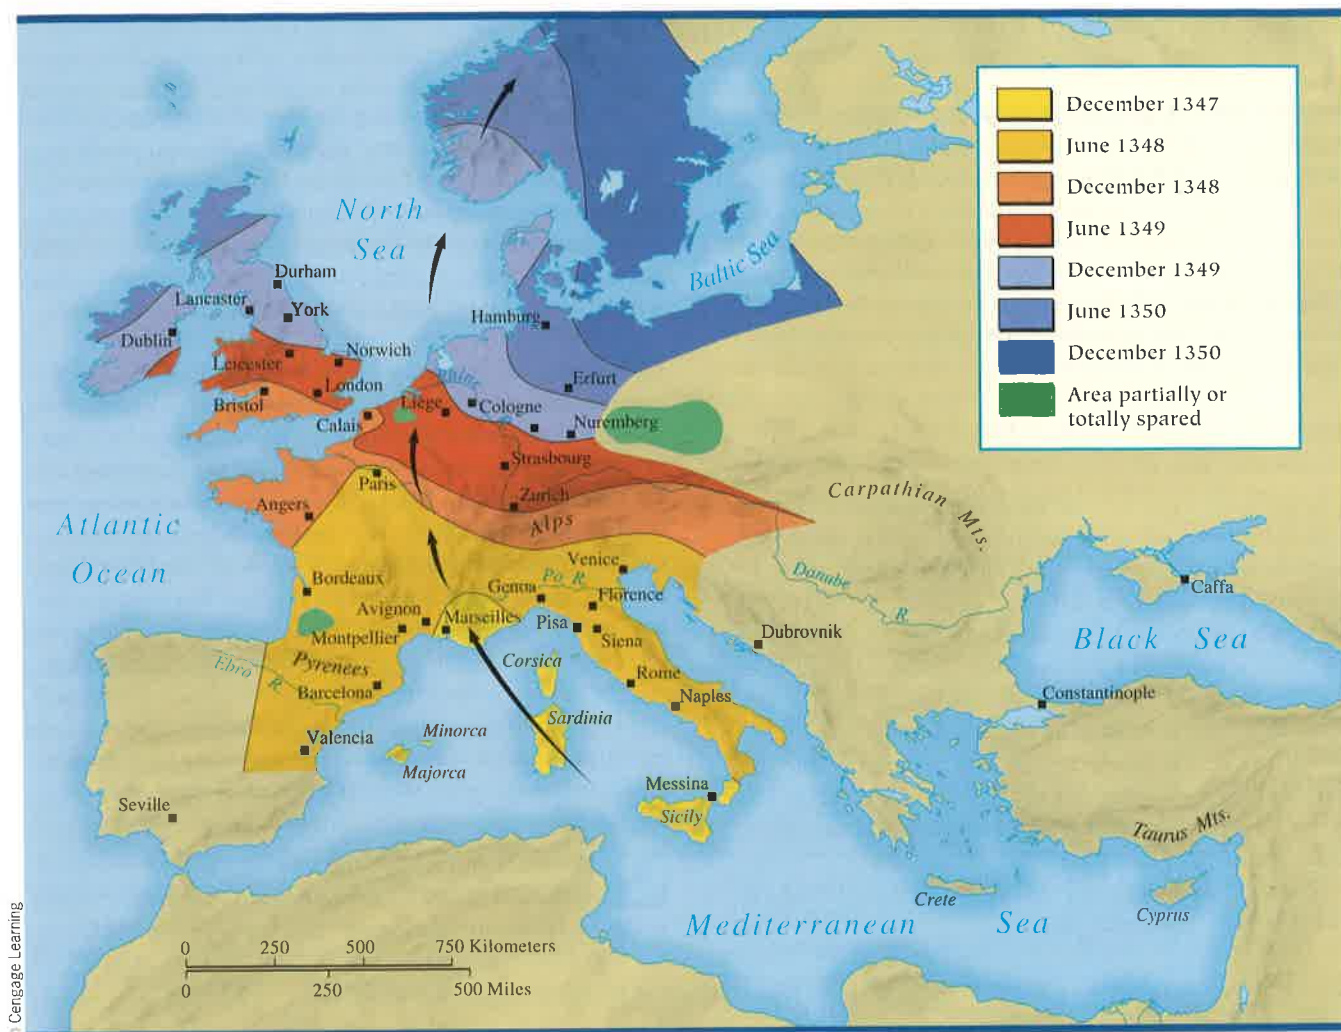 December 1347
June 1348
December 1348
June 1349
December 1349
June 1350
December 1350
Area partially or
totally spared
North
Sea
Baltic Sea
Durham
Lancaster
York
Dublin
Hamburg
Norwich
Leicester
London
Bristol
Calais
Rhine
Liège
Cologne
Erfurt
Nuremberg
Strasbourg
Paris
Zurich
Angers
Alps
Carpathian
Mts.
Atlantic
Ocean
Bordeaux
Venice
Genoa
Po R.
Danube
R.
Caffa
Avignon
Marseilles
Florence
Montpellier
Pisa
Siena
Dubrovnik
Black Sea
Ebro
R.
Pyrenees
Corsica
Barcelona
Rome
Naples
Constantinople
Valencia
Minorca
Majorca
Sardinia
Messina
Sicily
Seville
Taurus Mts.
Crete
Cyprus
Mediterranean Sea
0 250 500 750 Kilometers
0 250 500 Miles
Cengage Learning